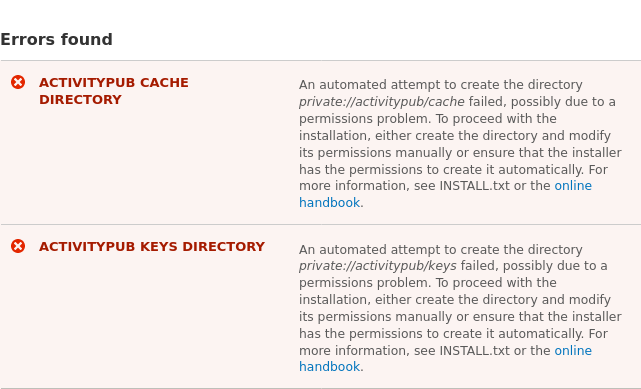 Errors found
ACTIVITYPUB CACHE
DIRECTORY
An automated attempt to create the directory
private://activitypub/cache failed, possibly due to a
permissions problem. To proceed with the
installation, either create the directory and modify
its permissions manually or ensure that the installer
has the permissions to create it automatically. For
more information, see INSTALL.txt or the online
handbook.
ACTIVITYPUB KEYS DIRECTORY
An automated attempt to create the directory
private://activitypub/keys failed, possibly due to a
permissions problem. To proceed with the
installation, either create the directory and modify
its permissions manually or ensure that the installer
has the permissions to create it automatically. For
more information, see INSTALL.txt or the online
handbook.